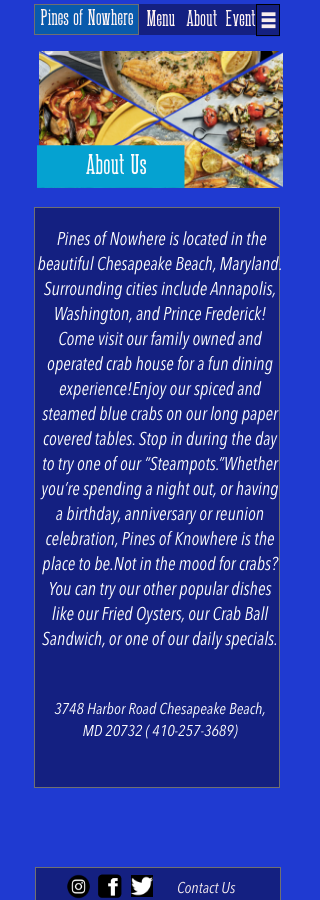 Pines of Nowhere Menu About Event
About Us
Pines of Nowhere is located in the
beautiful Chesapeake Beach, Maryland.
Surrounding cities include Annapolis,
Washington, and Prince Frederick!
Come visit our family owned and
operated crab house for a fun dining
experience!Enjoy our spiced and
steamed blue crabs on our long paper
covered tables. Stop in during the day
to try one of our “Steampots.”Whether
you’re spending a night out, or having
a birthday, anniversary or reunion
celebration, Pines of Knowhere is the
place to be.Not in the mood for crabs?
You can try our other popular dishes
like our Fried Oysters, our Crab Ball
Sandwich, or one of our daily specials.
3748 Harbor Road Chesapeake Beach,
MD 20732 ( 410-257-3689)
Contact Us